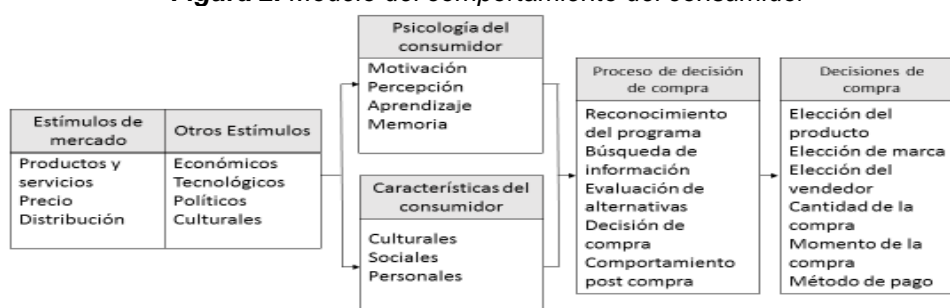 Figura 2. Modelo del comportamiento del consumidor
Estímulos de
mercado
Productos y
servicios
Precio
Distribución
Otros Estímulos
Económicos
Tecnológicos
Políticos
Culturales
Psicología del
consumidor
Motivación
Percepción
Aprendizaje
Memoria
Características del
consumidor
Culturales
Sociales
Personales
Proceso de decisión
de compra
Reconocimiento
del programa
Búsqueda de
información
Evaluación de
alternativas
Decisión de
compra
Comportamiento
post compra
Decisiones de
compra
Elección del
producto
Elección de marca
Elección del
vendedor
Cantidad de la
compra
Momento de la
compra
Método de pago